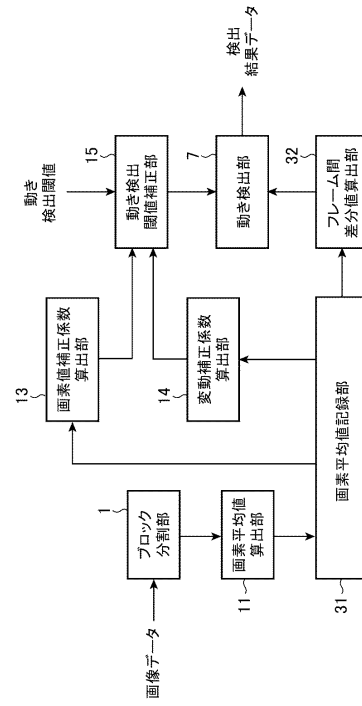 画像データ
1
ブロック
分割部
画素平均値
算出部
11
画素平均値記録部
31
13
画素値補正係数
算出部
14
変動補正係数
算出部
動き
検出閾値
15
動き検出
閾値補正部
7
動き検出部
検出
結果データ
32
フレーム間
差分値算出部